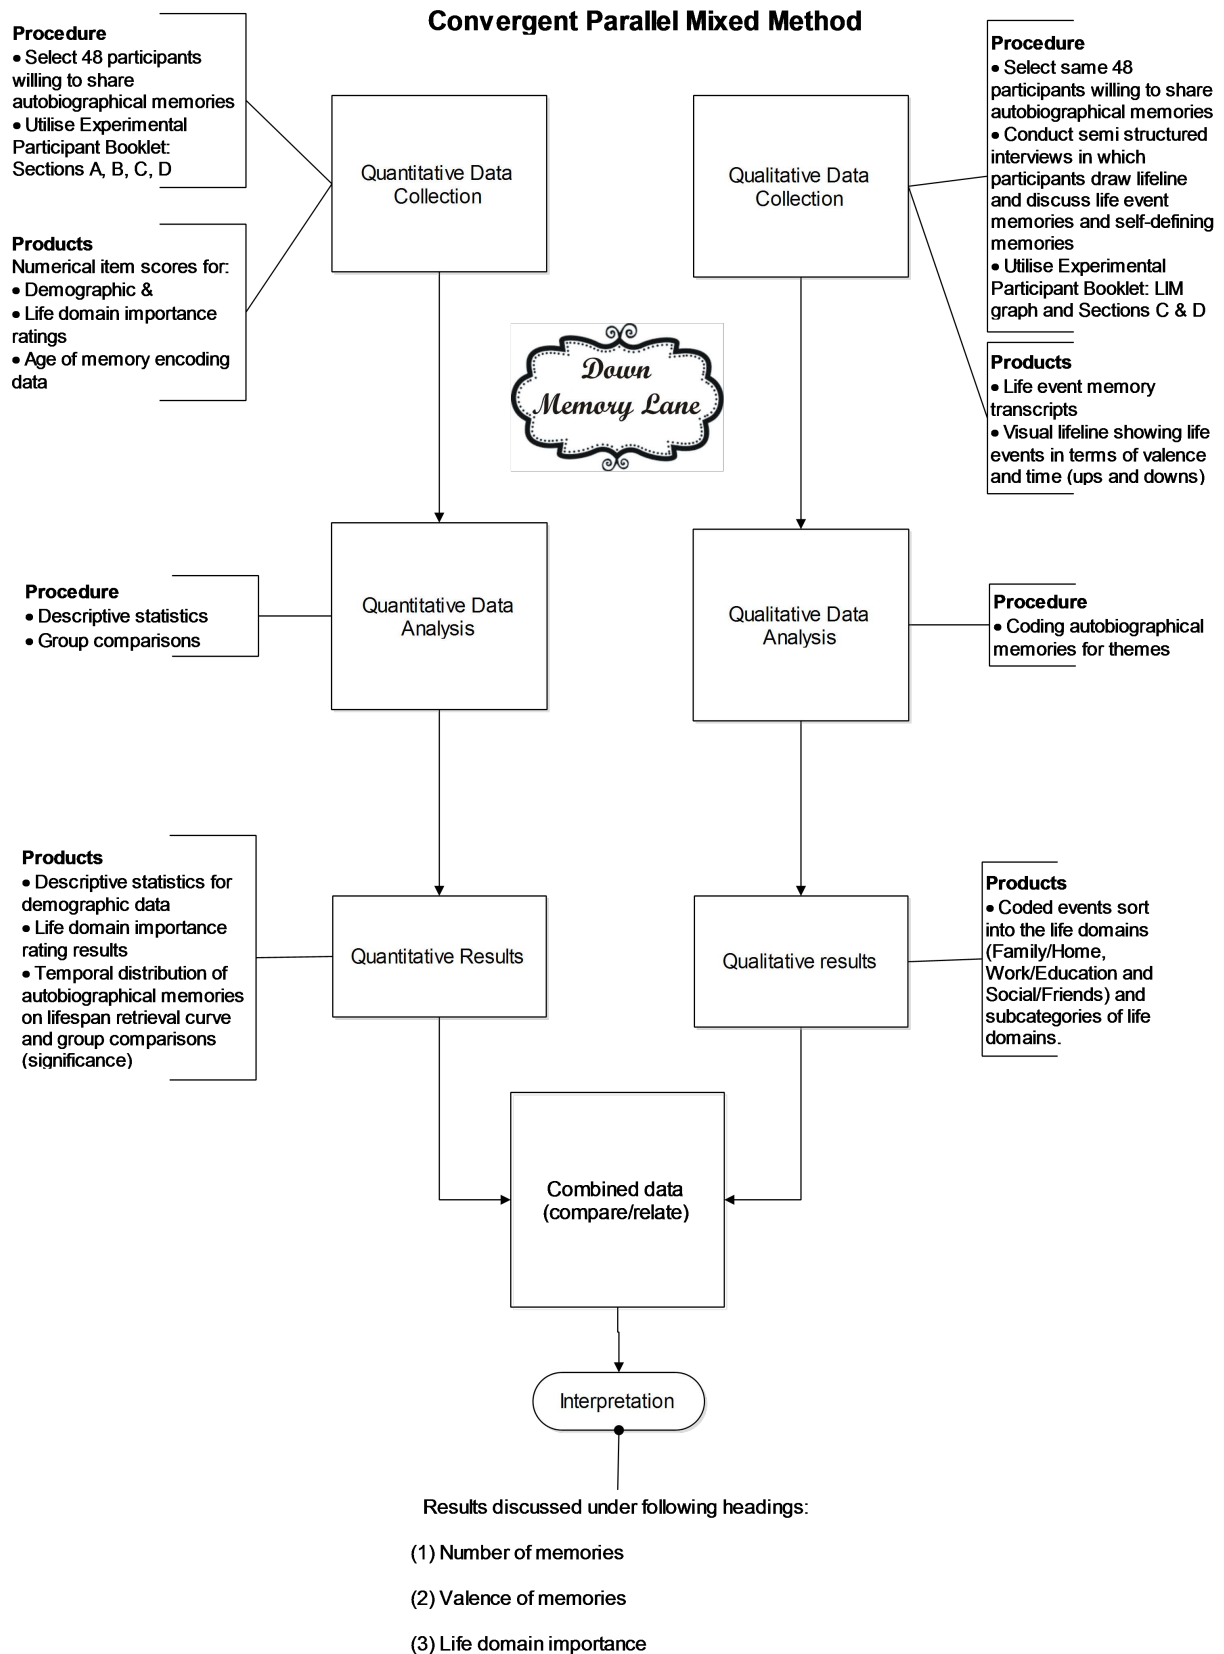 Convergent Parallel Mixed Method
Procedure
• Select 48 participants
willing to share
autobiographical memories
• Utilise Experimental
Participant Booklet:
Sections A, B, C, D
Products
Numerical item scores for:
• Demographic &
• Life domain importance
ratings
• Age of memory encoding
data
Quantitative Data
Collection
Qualitative Data
Collection
Procedure
• Select same 48
participants willing to share
autobiographical memories
• Conduct semi structured
interviews in which
participants draw lifeline
and discuss life event
memories and self-defining
memories
• Utilise Experimental
Participant Booklet: LIM
graph and Sections C & D
Products
• Life event memory
transcripts
• Visual lifeline showing life
events in terms of valence
and time (ups and downs)
Down
Memory Lane
Procedure
• Descriptive statistics
• Group comparisons
Quantitative Data
Analysis
Qualitative Data
Analysis
Procedure
• Coding autobiographical
memories for themes
Products
• Descriptive statistics for
demographic data
• Life domain importance
rating results
• Temporal distribution of
autobiographical memories
on lifespan retrieval curve
and group comparisons
(significance)
Quantitative Results
Qualitative results
Products
• Coded events sort
into the life domains
(Family/Home,
Work/Education and
Social/Friends) and
subcategories of life
domains.
Combined data
(compare/relate)
Interpretation
Results discussed under following headings:
(1) Number of memories
(2) Valence of memories
(3) Life domain importance